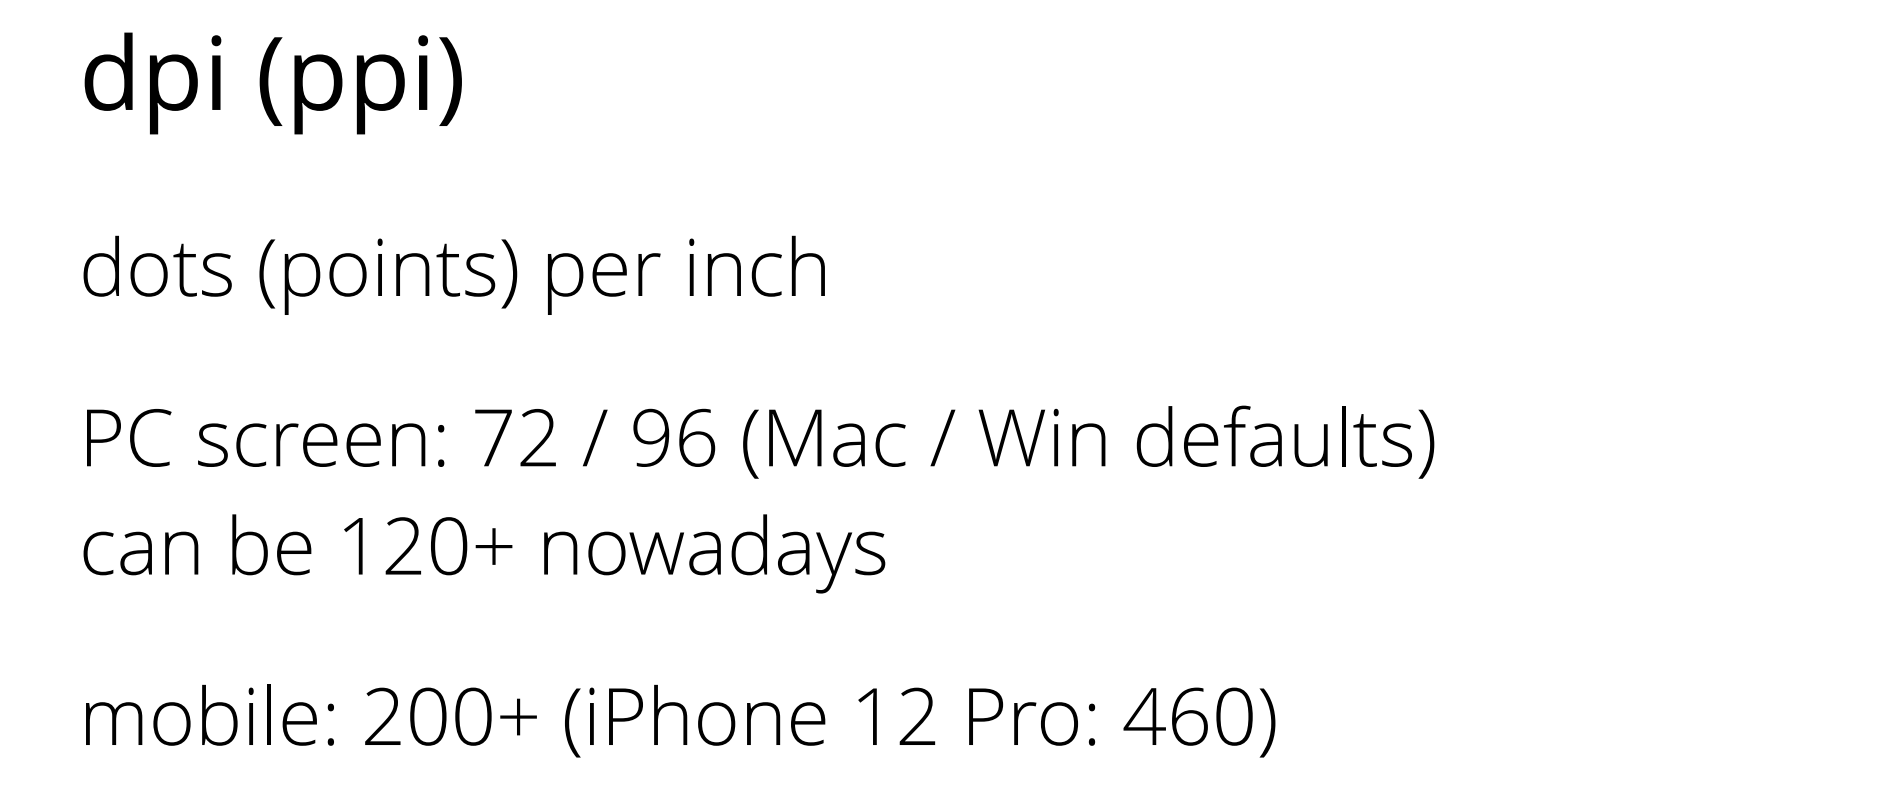 dpi (ppi)
dots (points) per inch
PC screen: 72 / 96 (Mac / Win defaults)
can be 120+ nowadays
mobile: 200+ (iPhone 12 Pro: 460)